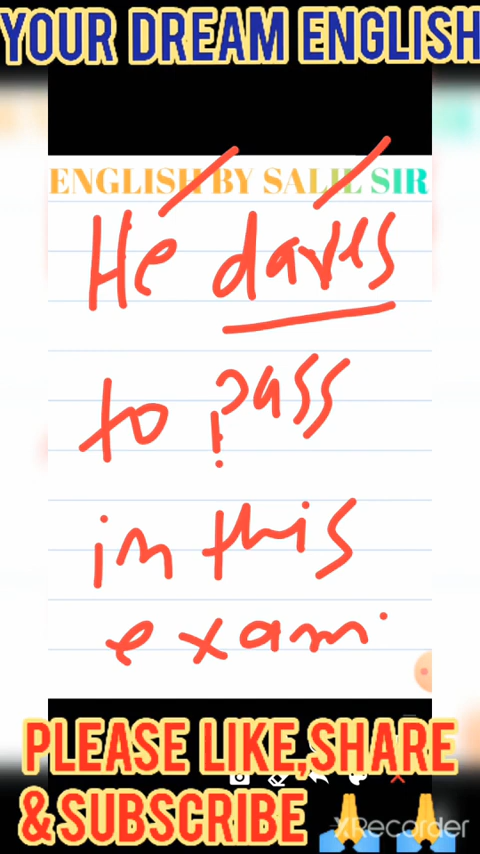 YOUR DREAM ENGLISH
ENGLISH BY SALIL SIR
He dares
to pass
in this
exam.
PLEASE LIKE,SHARE
&SUBSCRIBE 🙏 🙏
XRecorder